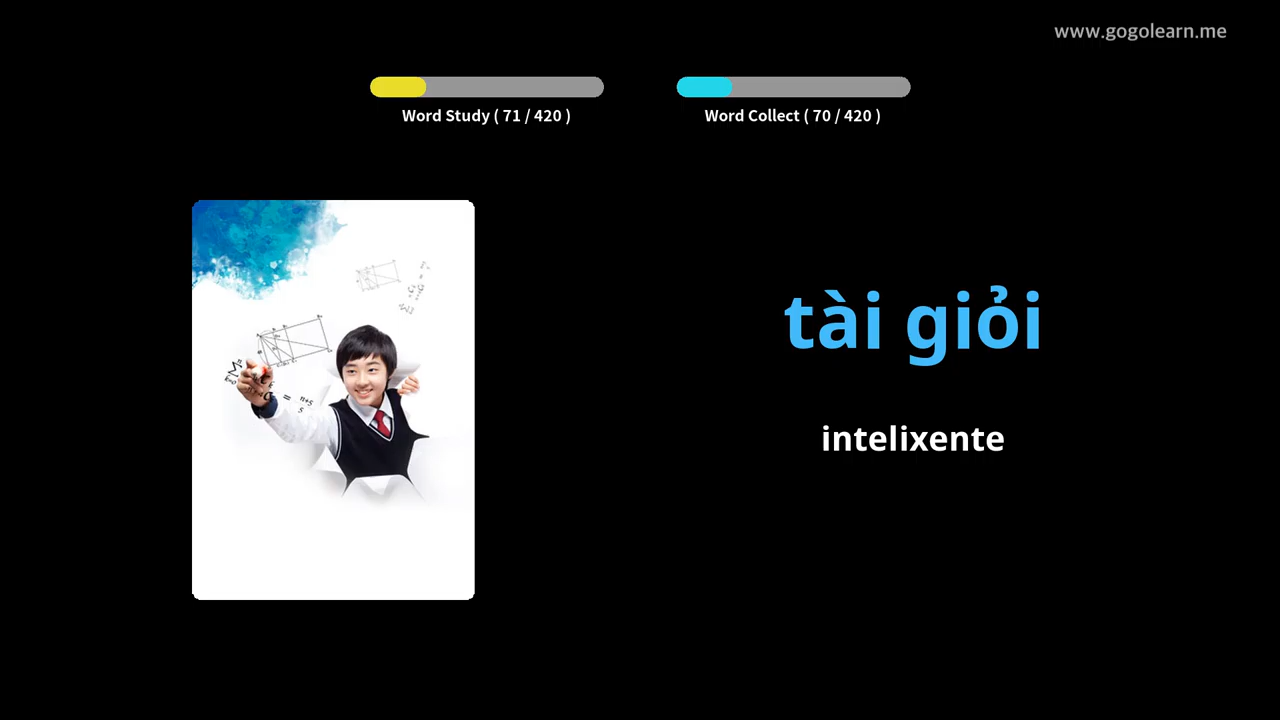 www.gogolearn.me
Word Study ( 71 / 420 )
Word Collect ( 70 / 420 )
tài giỏi
intelixente